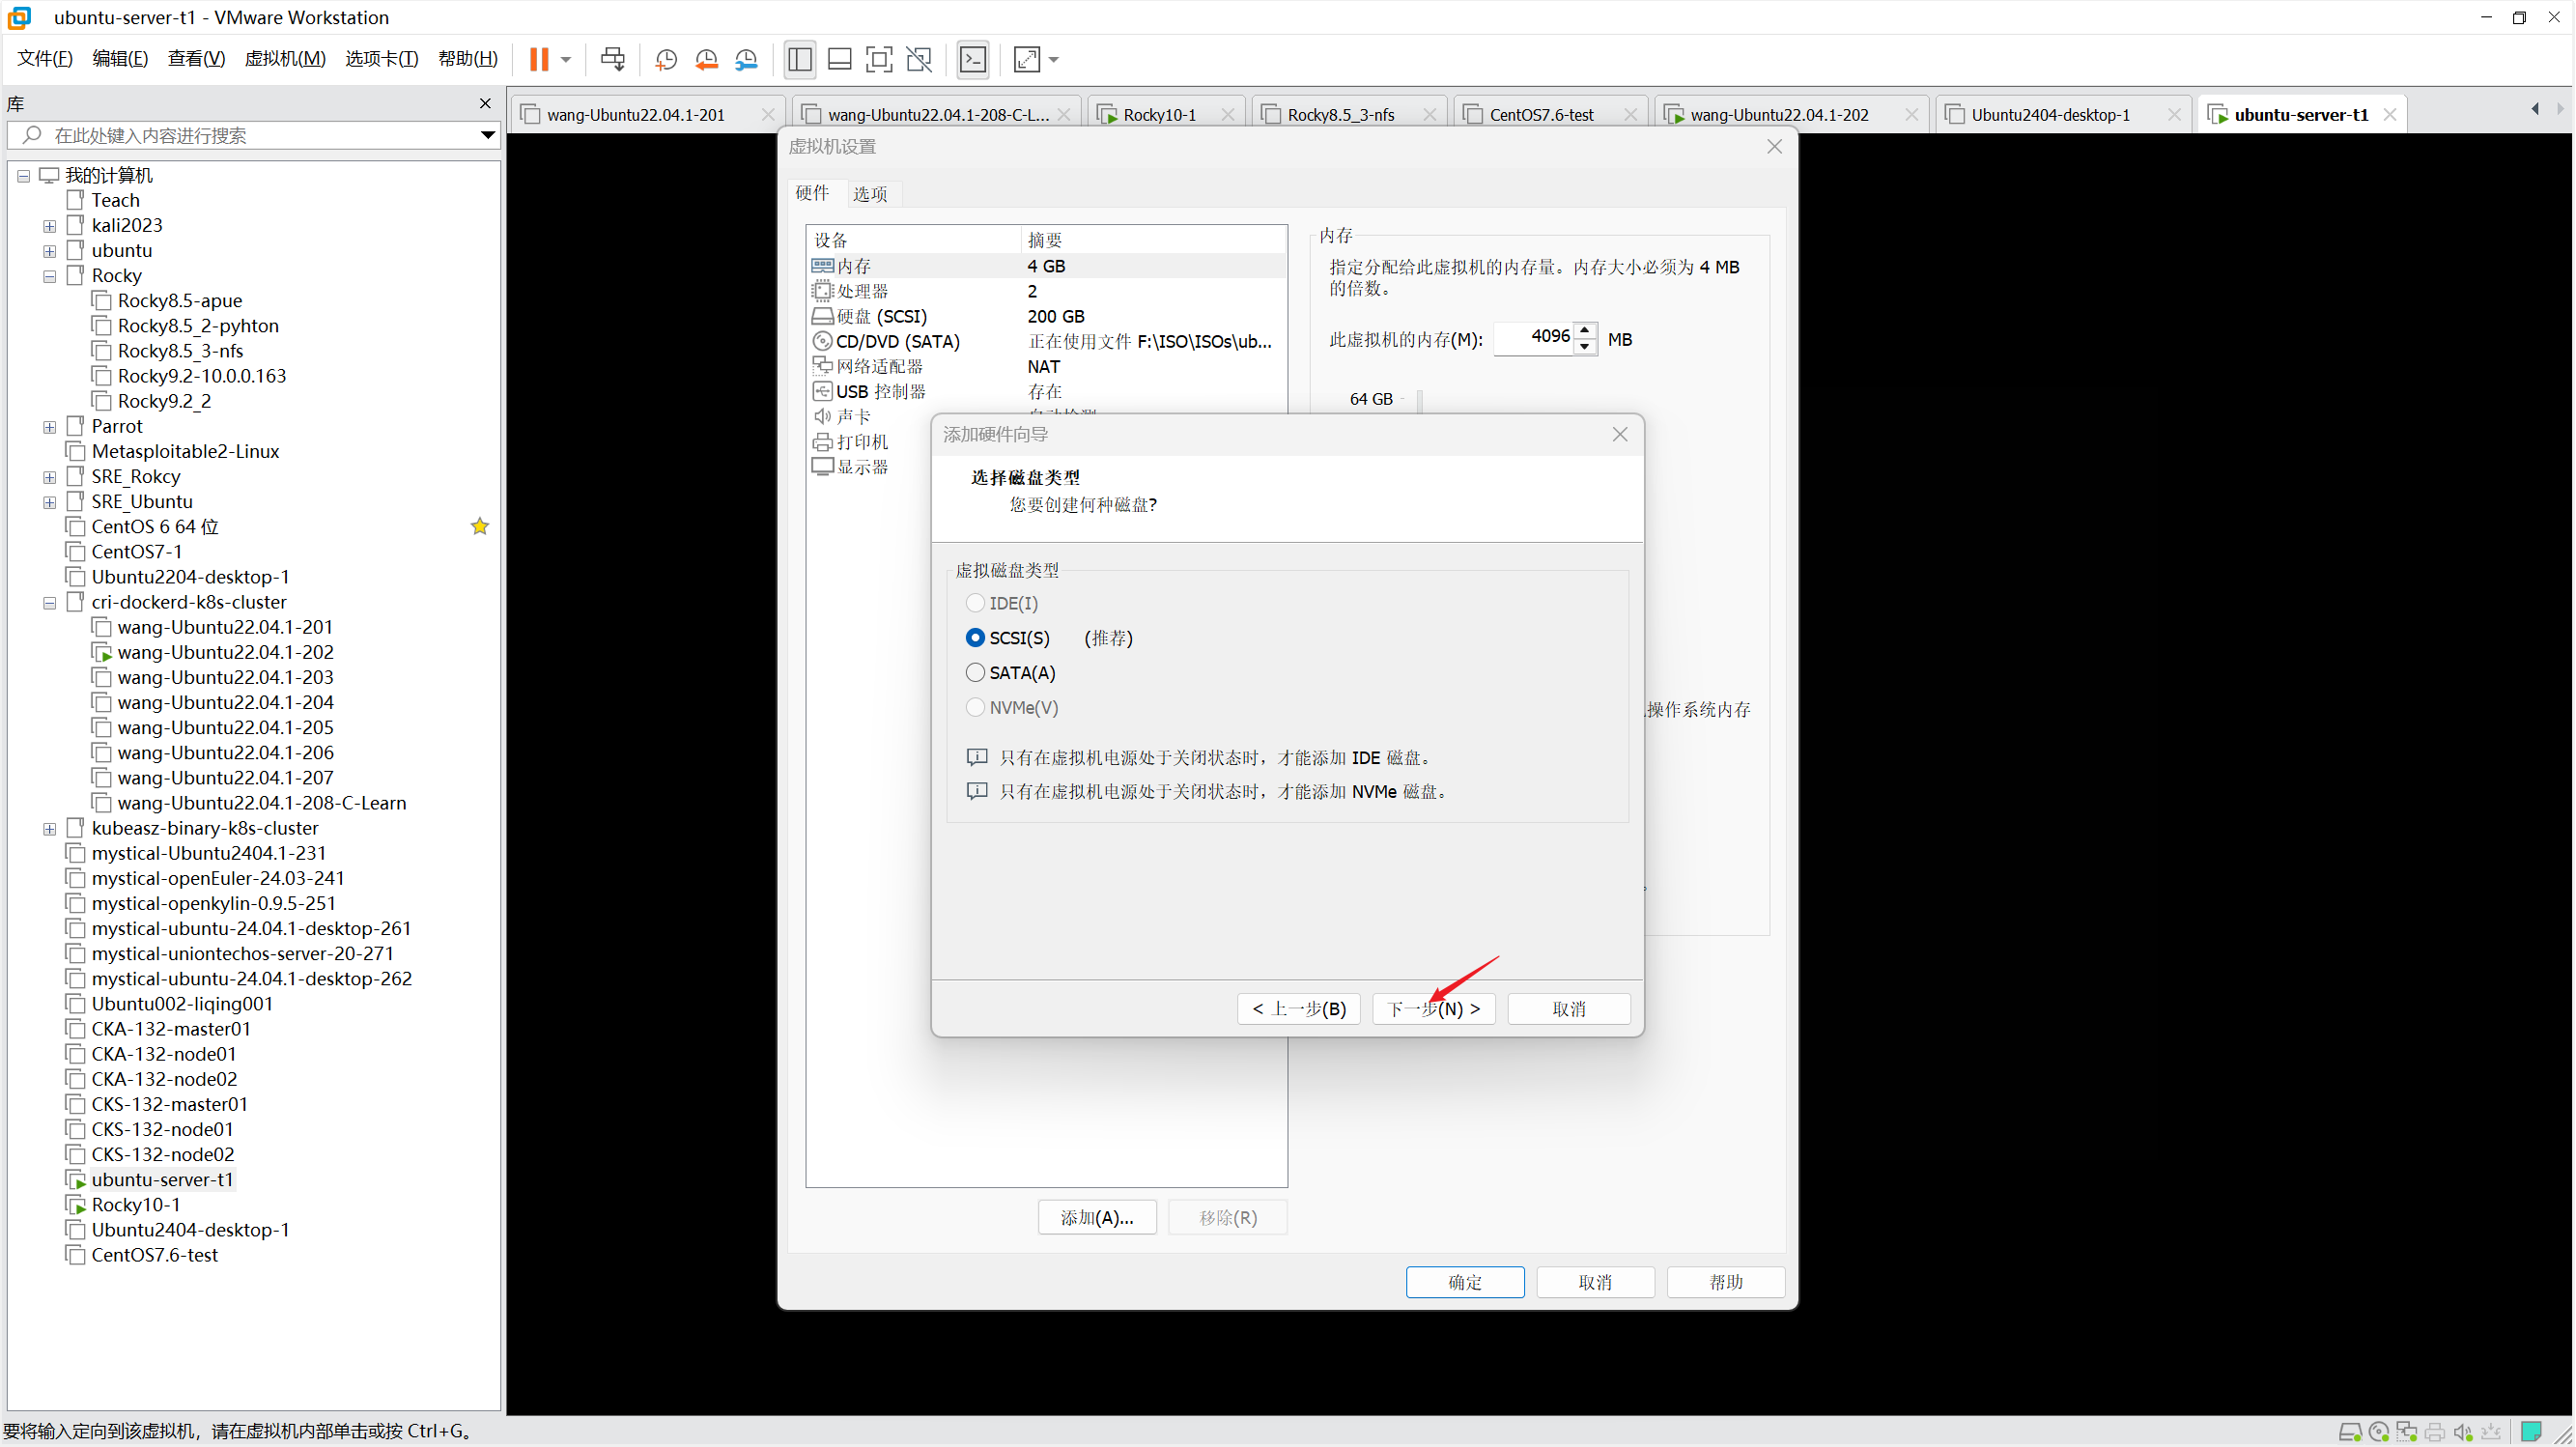 ubuntu-server-t1 - VMware Workstation
文件(F) 编辑(E) 查看(V) 虚拟机(M) 选项卡(T) 帮助(H)
库
在此处键入内容进行搜索
我的计算机
Teach
kali2023
ubuntu
Rocky
Rocky8.5-apue
Rocky8.5_2-pyhton
Rocky8.5_3-nfs
Rocky9.2-10.0.0.163
Rocky9.2_2
Parrot
Metasploitable2-Linux
SRE_Rokcy
SRE_Ubuntu
CentOS 6 64 位
CentOS7-1
Ubuntu2204-desktop-1
cri-dockerd-k8s-cluster
wang-Ubuntu22.04.1-201
wang-Ubuntu22.04.1-202
wang-Ubuntu22.04.1-203
wang-Ubuntu22.04.1-204
wang-Ubuntu22.04.1-205
wang-Ubuntu22.04.1-206
wang-Ubuntu22.04.1-207
wang-Ubuntu22.04.1-208-C-Learn
kubeasz-binary-k8s-cluster
mystical-Ubuntu2404.1-231
mystical-openEuler-24.03-241
mystical-openkylin-0.9.5-251
mystical-ubuntu-24.04.1-desktop-261
mystical-uniontechos-server-20-271
mystical-ubuntu-24.04.1-desktop-262
Ubuntu002-liqing001
CKA-132-master01
CKA-132-node01
CKA-132-node02
CKS-132-master01
CKS-132-node01
CKS-132-node02
ubuntu-server-t1
Rocky10-1
Ubuntu2404-desktop-1
CentOS7.6-test
wang-Ubuntu22.04.1-201 wang-Ubuntu22.04.1-208-C-L... Rocky10-1 Rocky8.5_3-nfs CentOS7.6-test wang-Ubuntu22.04.1-202 Ubuntu2404-desktop-1 ubuntu-server-t1
虚拟机设置
硬件 选项
设备 摘要
内存 4 GB
处理器 2
硬盘 (SCSI) 200 GB
CD/DVD (SATA) 正在使用文件 F:\ISO\ISOs\ub...
网络适配器 NAT
USB 控制器 存在
声卡 自动检测
打印机
显示器
内存
指定分配给此虚拟机的内存量。内存大小必须为 4 MB
的倍数。
此虚拟机的内存(M): 4096 MB
64 GB
操作系统内存
添加硬件向导
选择磁盘类型
您要创建何种磁盘?
虚拟磁盘类型
IDE(I)
SCSI(S) (推荐)
SATA(A)
NVMe(V)
只有在虚拟机电源处于关闭状态时，才能添加 IDE 磁盘。
只有在虚拟机电源处于关闭状态时，才能添加 NVMe 磁盘。
< 上一步(B) 下一步(N) > 取消
添加(A)... 移除(R)
确定 取消 帮助
要将输入定向到该虚拟机，请在虚拟机内部单击或按 Ctrl+G。